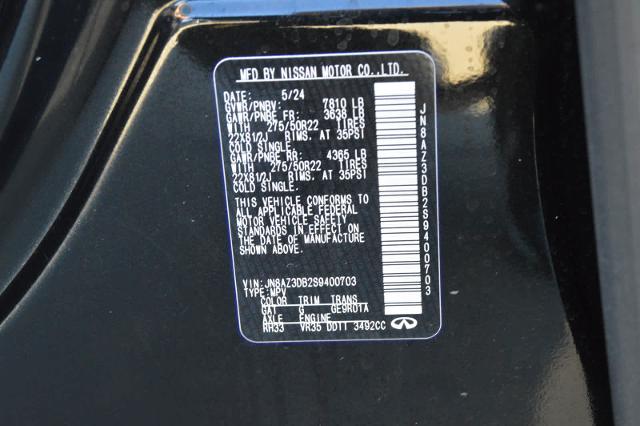 MFD BY NISSAN MOTOR CO.,LTD.
DATE: 5/24
GVWR/PNBV: 7810 LB
GAWR/PNBE FR: 3638 LB
WITH 275/50R22 TIRES
22X81/2J RIMS, AT 35PSI
COLD SINGLE.
GAWR/PNBE RR: 4365 LB
WITH 275/50R22 TIRES
22X81/2J RIMS, AT 35PSI
COLD SINGLE.
THIS VEHICLE CONFORMS TO
ALL APPLICABLE FEDERAL
MOTOR VEHICLE SAFETY
STANDARDS IN EFFECT ON
THE DATE OF MANUFACTURE
SHOWN ABOVE.
VIN: JN8AZ3DB2S9400703
TYPE: MPV
COLOR TRIM TRANS
GAT G GE9R01A
AXLE ENGINE
RH33 VR35 DDTT 3492CC
JN8AZ3DB2S9400703